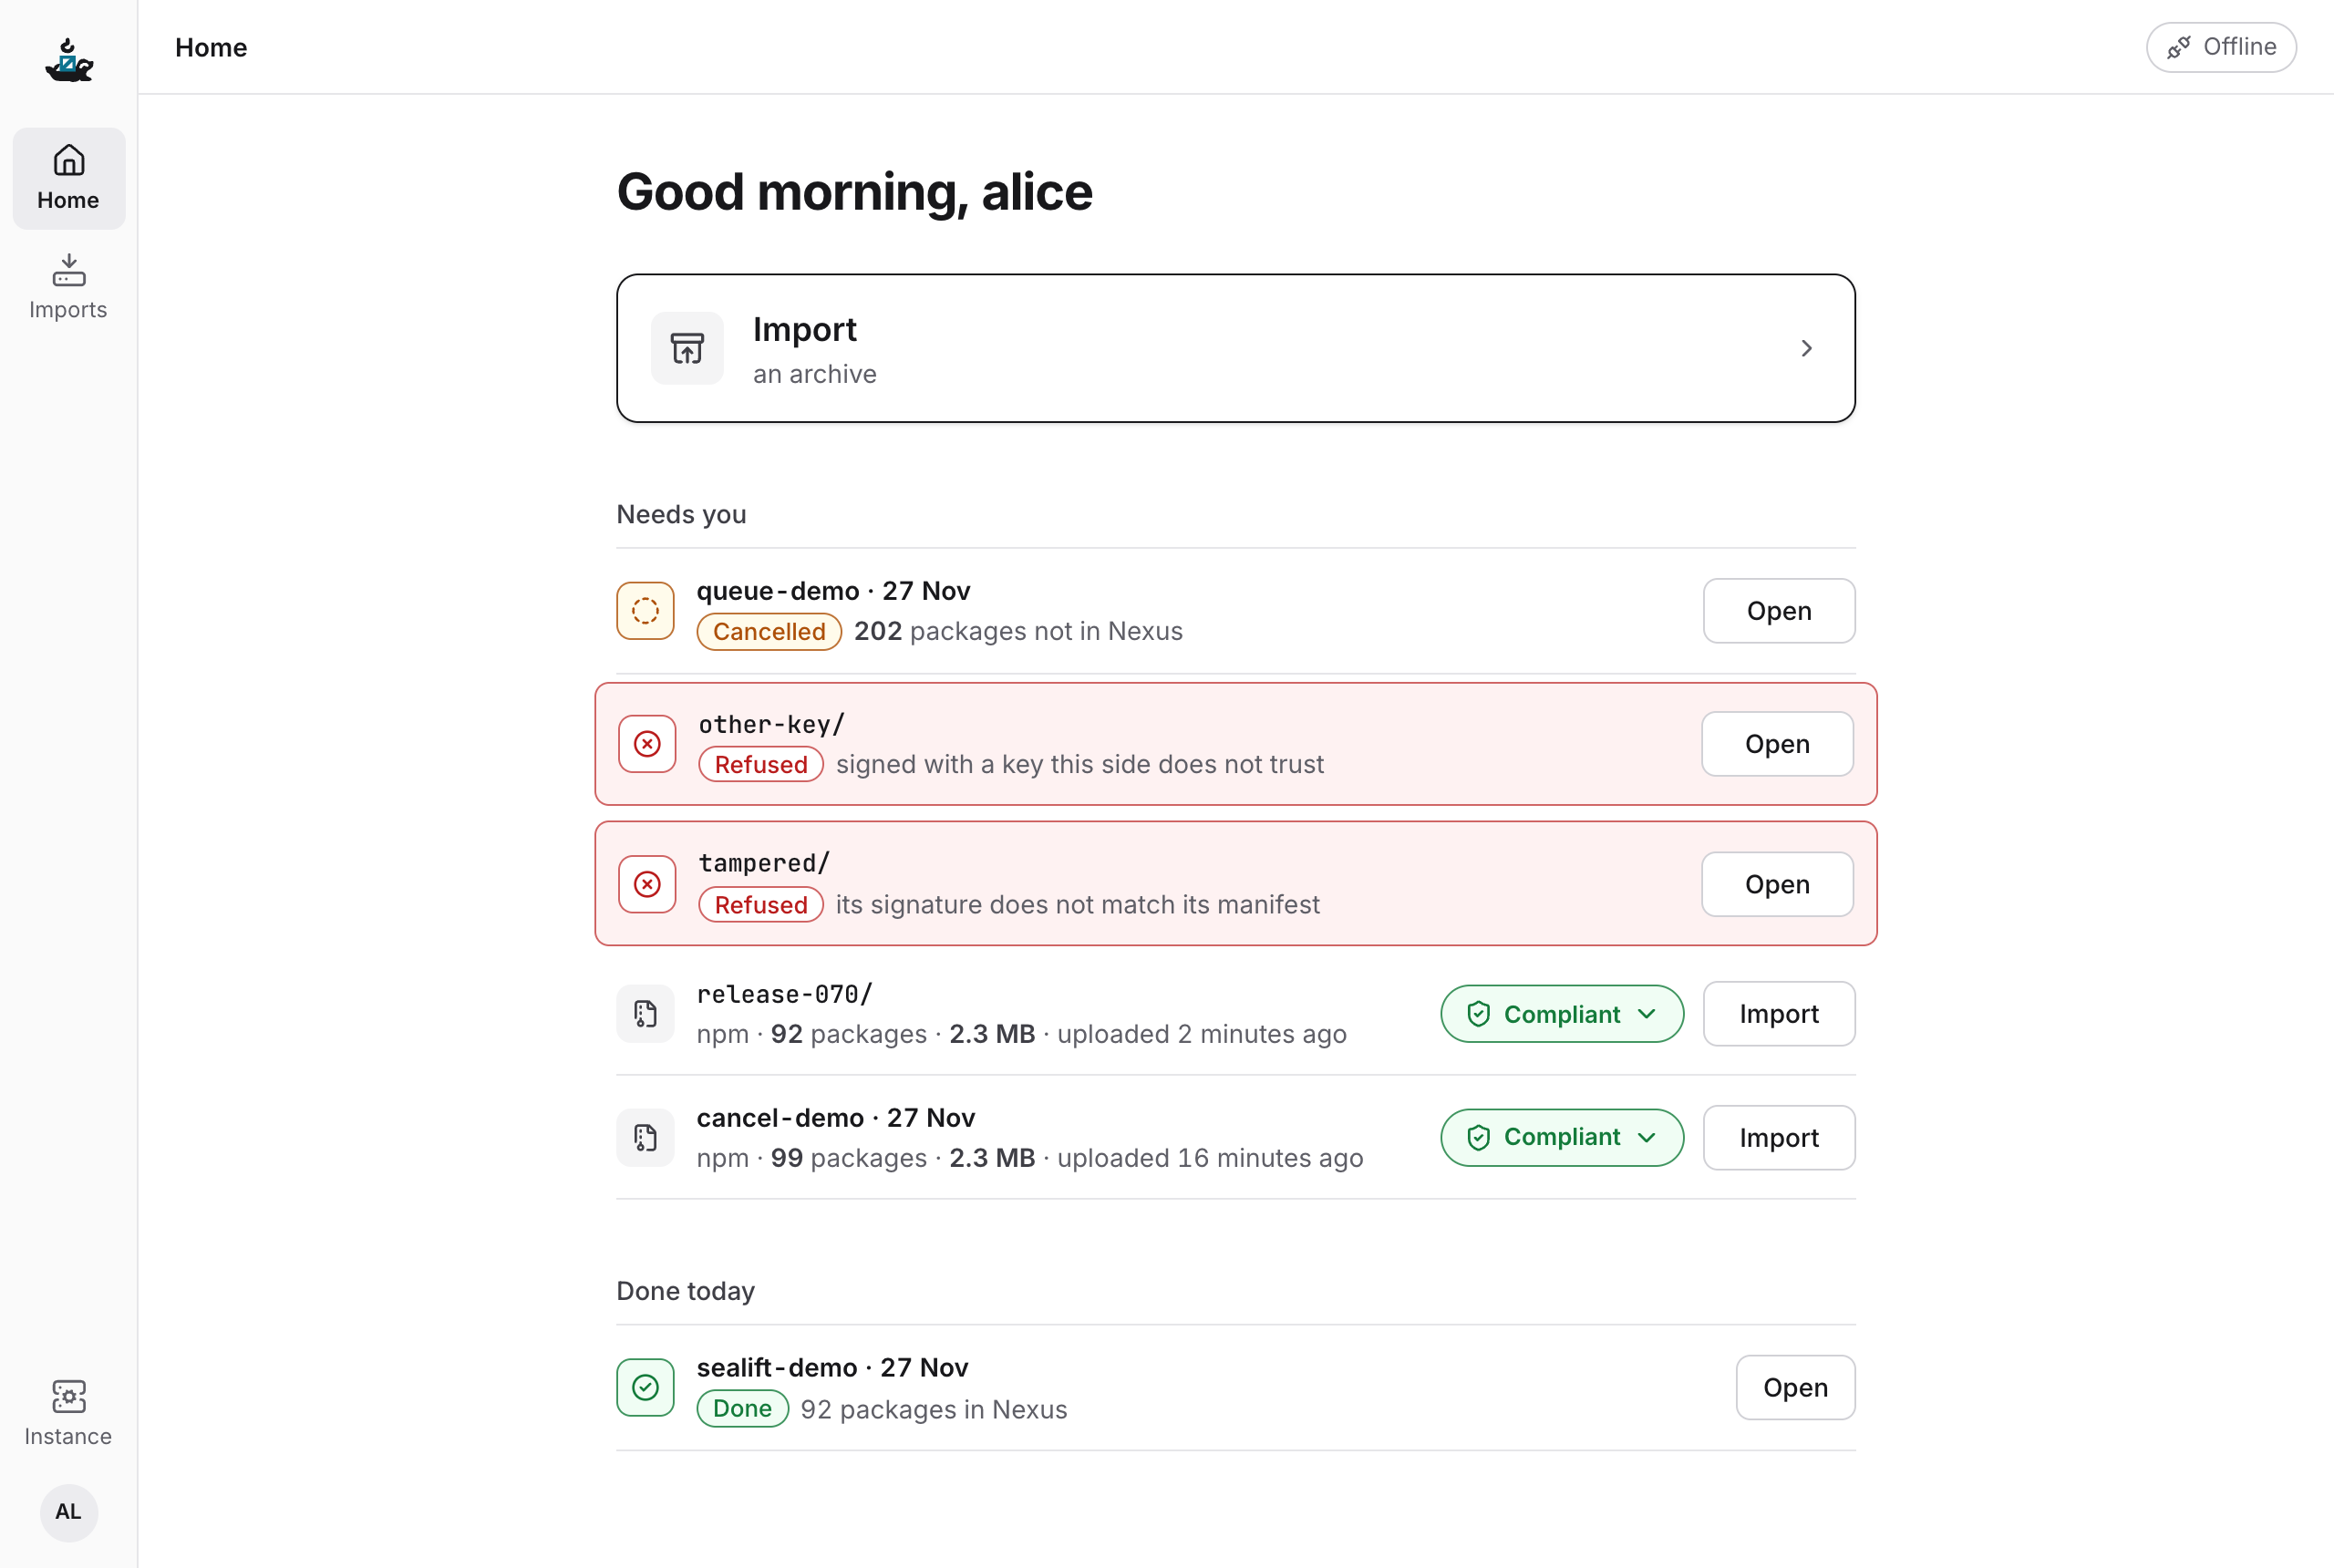 Home
Offline
Home
Imports
Good morning, alice
Import
an archive
Needs you
queue-demo · 27 Nov
Open
Cancelled 202 packages not in Nexus
other-key/
Open
Refused signed with a key this side does not trust
tampered/
Open
Refused its signature does not match its manifest
release-070/
Compliant Import
npm · 92 packages · 2.3 MB · uploaded 2 minutes ago
cancel-demo · 27 Nov
Compliant Import
npm · 99 packages · 2.3 MB · uploaded 16 minutes ago
Done today
sealift-demo · 27 Nov
Open
Done 92 packages in Nexus
Instance
AL